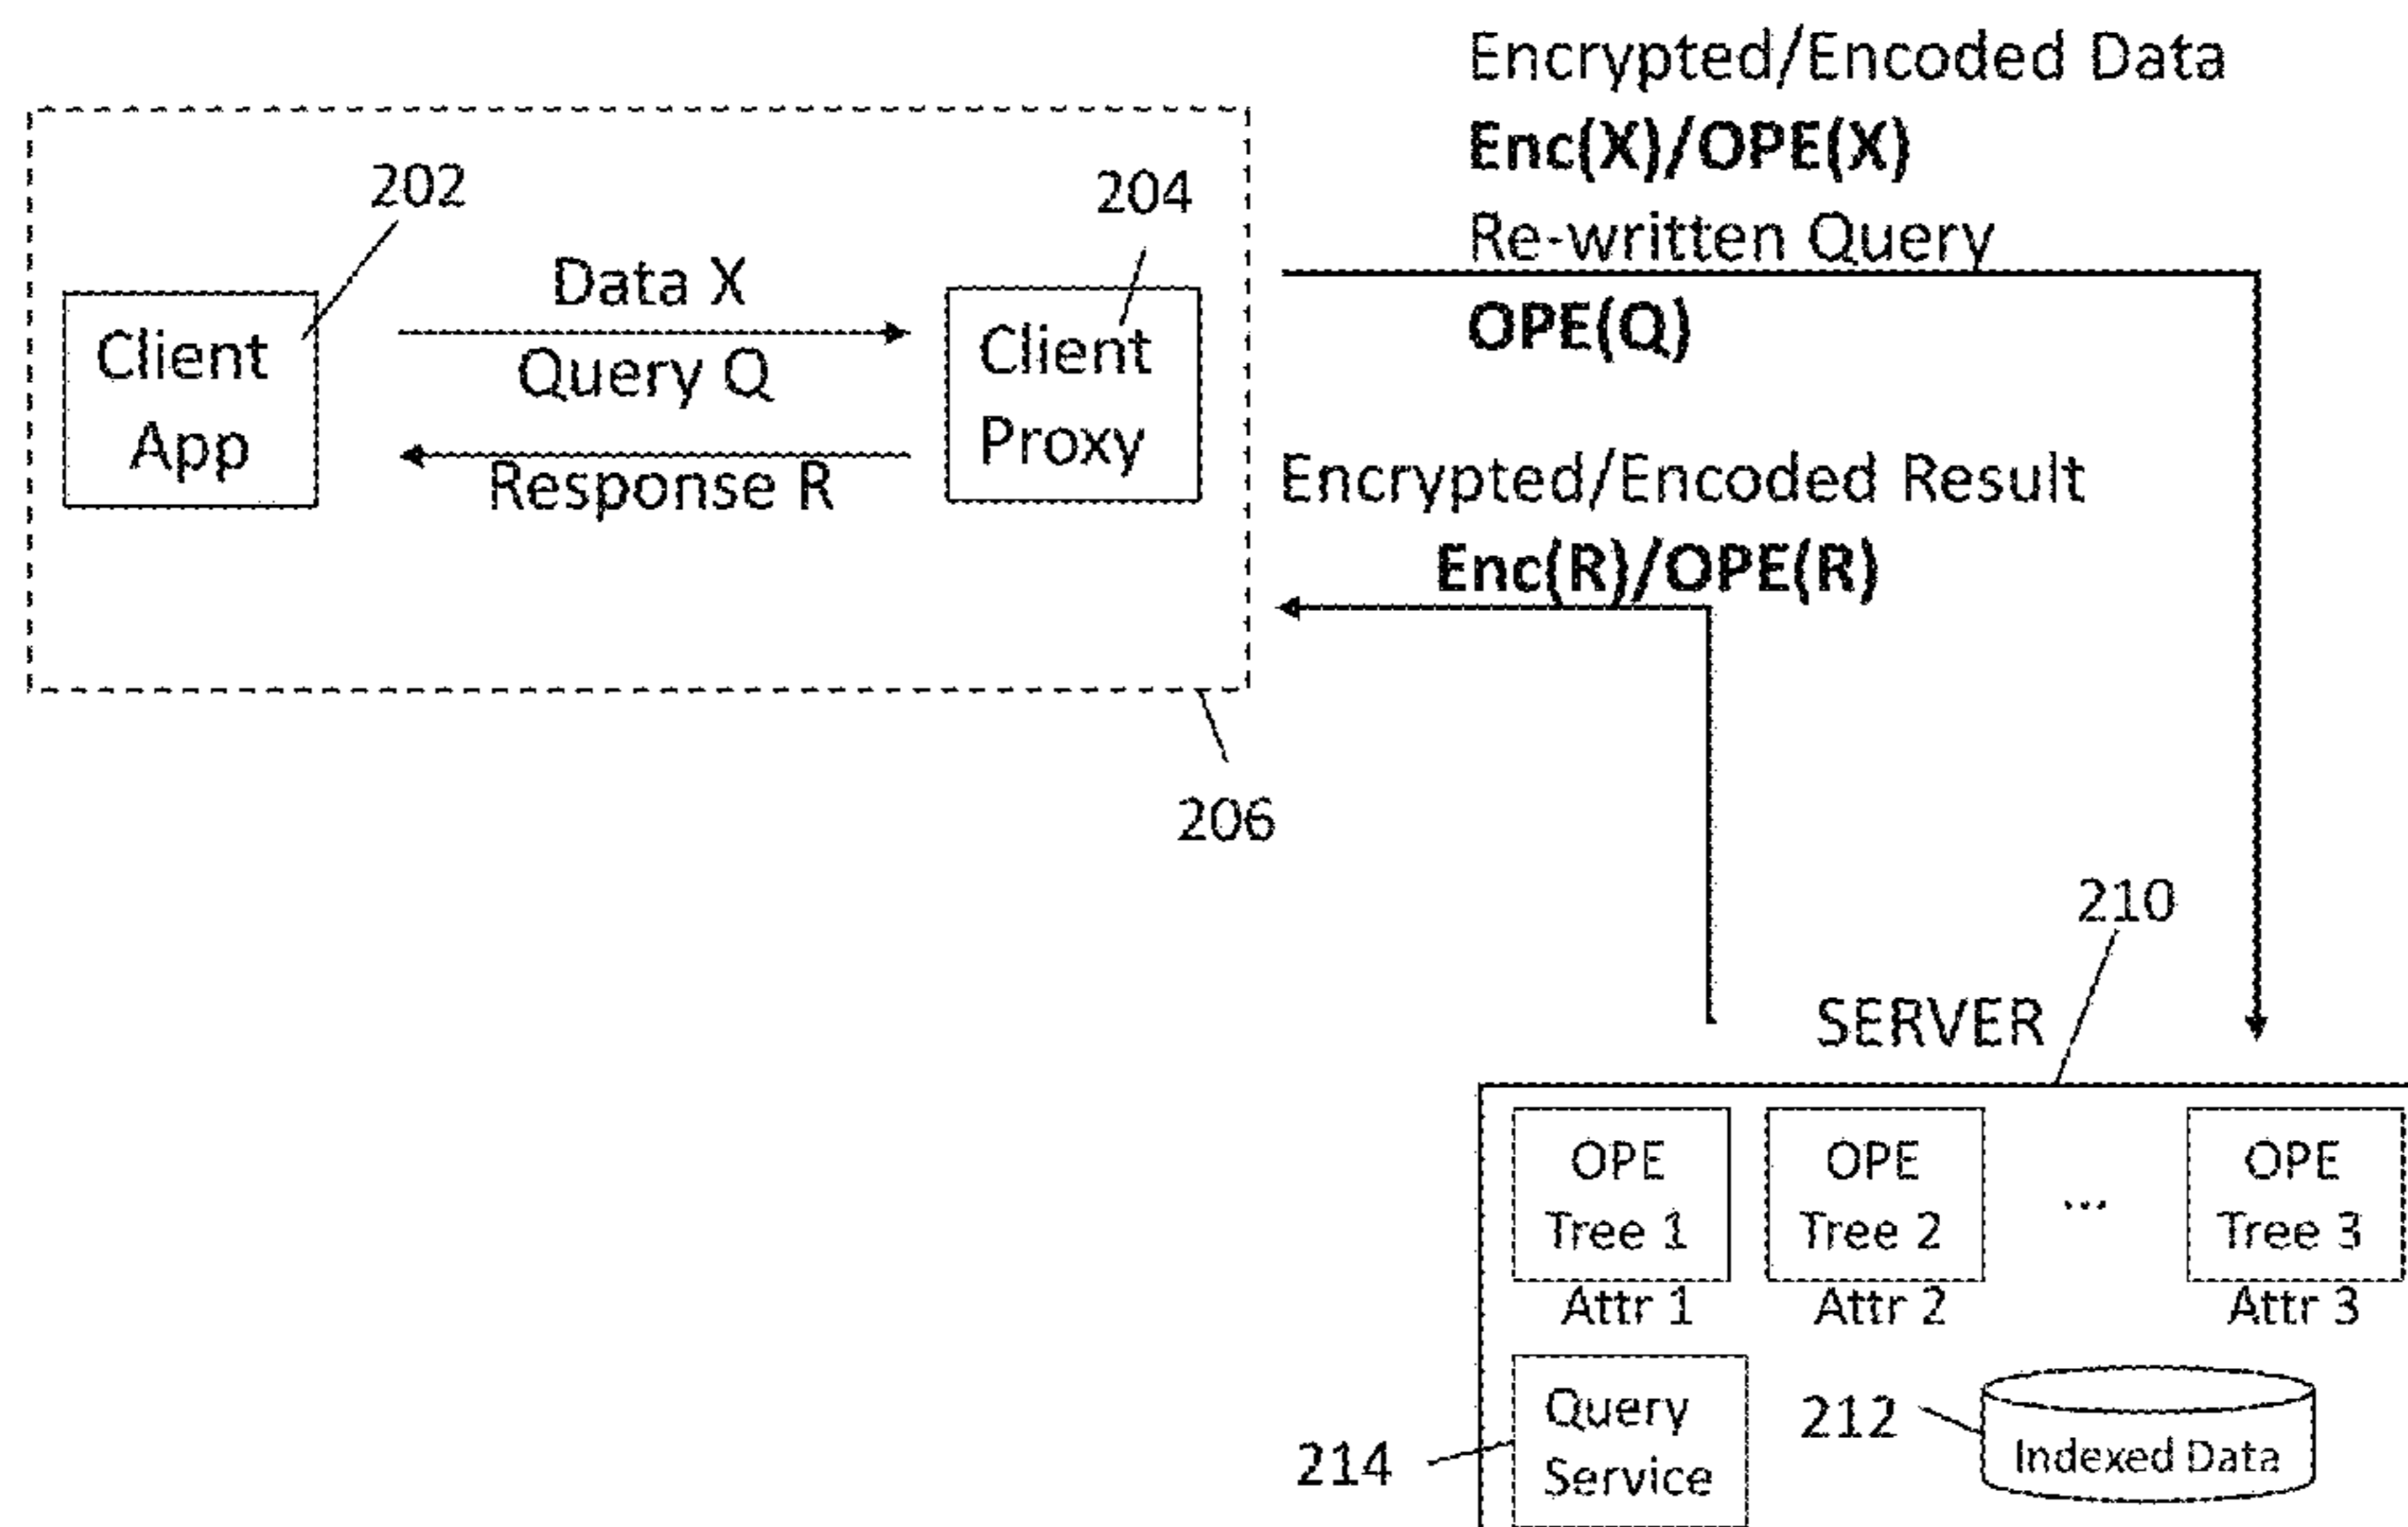 Encrypted/Encoded Data
Enc(X)/OPE(X)
Re-written Query
OPE(Q)
202
204
Data X
Client
App
Query Q
Client
Proxy
Response R
Encrypted/Encoded Result
Enc(R)/OPE(R)
206
210
SERVER
OPE
Tree 1
OPE
Tree 2
...
OPE
Tree 3
Attr 1
Attr 2
Attr 3
Query
Service
214
212
Indexed Data